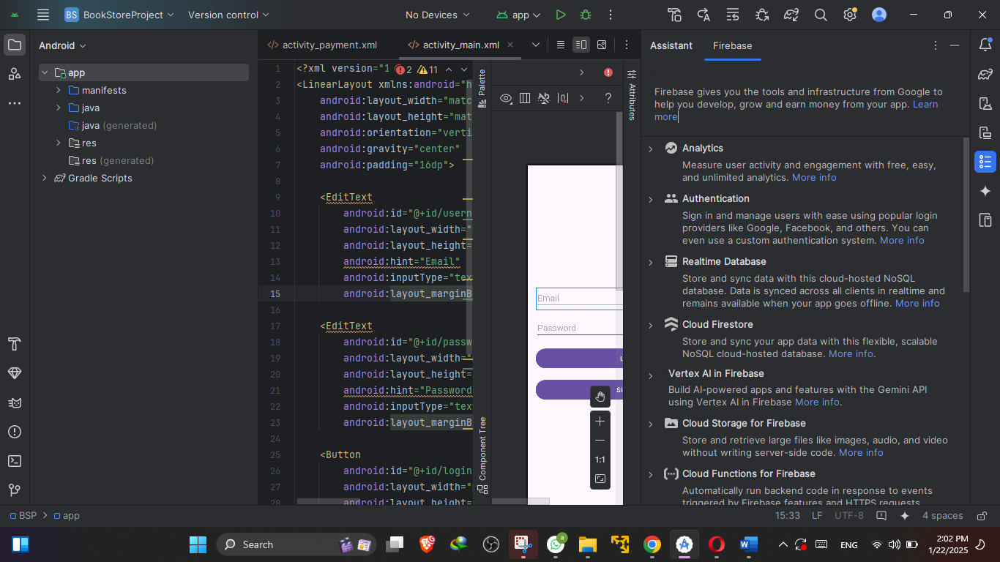 BS BookStoreProject Version control No Devices app
Android
app
manifests
java
java (generated)
res
res (generated)
Gradle Scripts
activity_payment.xml activity_main.xml
2 11
1 <?xml version="1
2 <LinearLayout xmlns:android="h
3 android:layout_width="matc
4 android:layout_height="mat
5 android:orientation="verti
6 android:gravity="center"
7 android:padding="16dp">
8
9 <EditText
10 android:id="@+id/usern
11 android:layout_width="
12 android:layout_height=
13 android:hint="Email"
14 android:inputType="tex
15 android:layout_marginB
16
17 <EditText
18 android:id="@+id/passw
19 android:layout_width="
20 android:layout_height=
21 android:hint="Password
22 android:inputType="tex
23 android:layout_marginB
24
25 <Button
26 android:id="@+id/login
27 android:layout_width="
28 android:layout_height=
Palette
Component Tree
?
Attributes
Email
Password
L
Si
1:1
Assistant Firebase
Firebase gives you the tools and infrastructure from Google to
help you develop, grow and earn money from your app. Learn
more
Analytics
Measure user activity and engagement with free, easy,
and unlimited analytics. More info
Authentication
Sign in and manage users with ease using popular login
providers like Google, Facebook, and others. You can
even use a custom authentication system. More info
Realtime Database
Store and sync data with this cloud-hosted NoSQL
database. Data is synced across all clients in realtime and
remains available when your app goes offline. More info
Cloud Firestore
Store and sync your app data with this flexible, scalable
NoSQL cloud-hosted database. More info.
Vertex AI in Firebase
Build AI-powered apps and features with the Gemini API
using Vertex AI in Firebase More info.
Cloud Storage for Firebase
Store and retrieve large files like images, audio, and video
without writing server-side code. More info
Cloud Functions for Firebase
Automatically run backend code in response to events
triggered by Firebase features and HTTPS requests
BSP > app
15:33 LF UTF-8 4 spaces
Search
ENG
2:02 PM
1/22/2025